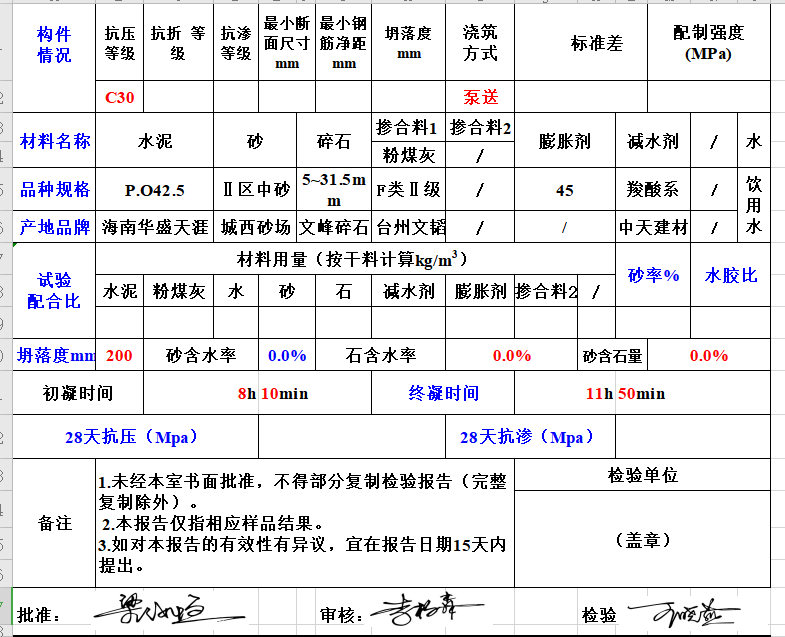 构件情况 抗压等级 抗折 等级 抗渗等级 最小断面尺寸mm 最小钢筋净距mm 坍落度mm 浇筑方式 标准差 配制强度(MPa)
C30 泵送
材料名称 水泥 砂 碎石 掺合料1 掺合料2 膨胀剂 减水剂 / 水
粉煤灰 /
品种规格 P.O42.5 Ⅱ区中砂 5~31.5mm F类Ⅱ级 / 45 羧酸系 / 饮用水
产地品牌 海南华盛天涯 城西砂场 文峰碎石 台州文韬 / / 中天建材 /
试验配合比 材料用量（按干料计算kg/m³） 砂率% 水胶比
水泥 粉煤灰 水 砂 石 减水剂 膨胀剂 掺合料2 /
坍落度mm 200 砂含水率 0.0% 石含水率 0.0% 砂含石量 0.0%
初凝时间 8h 10min 终凝时间 11h 50min
28天抗压（Mpa） 28天抗渗（Mpa）
备注
1.未经本室书面批准，不得部分复制检验报告（完整
复制除外）。
2.本报告仅指相应样品结果。
3.如对本报告的有效性有异议，宜在报告日期15天内
提出。
检验单位
（盖章）
批准： 审核： 检验